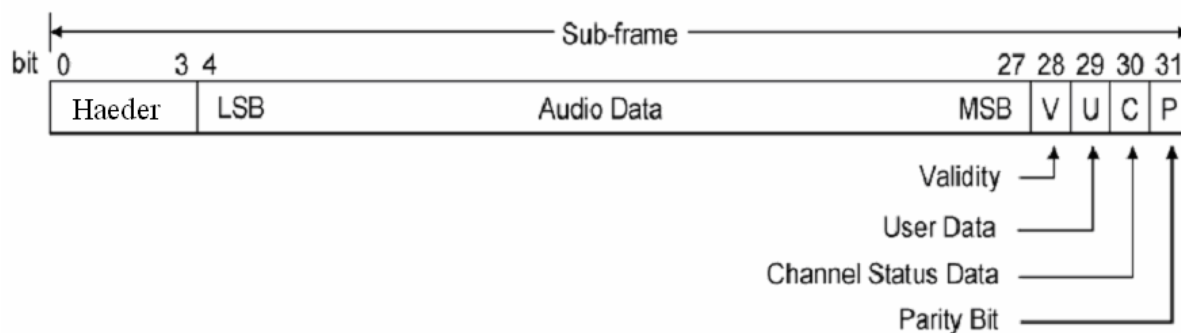 Sub-frame
bit 0 3 4 27 28 29 30 31
Haeder LSB Audio Data MSB V U C P
Validity
User Data
Channel Status Data
Parity Bit